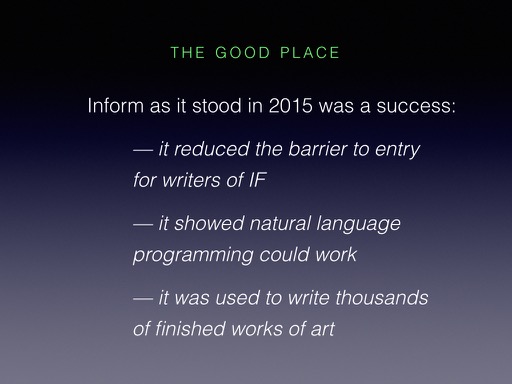 THE GOOD PLACE
Inform as it stood in 2015 was a success:
— it reduced the barrier to entry
for writers of IF
— it showed natural language
programming could work
— it was used to write thousands
of finished works of art